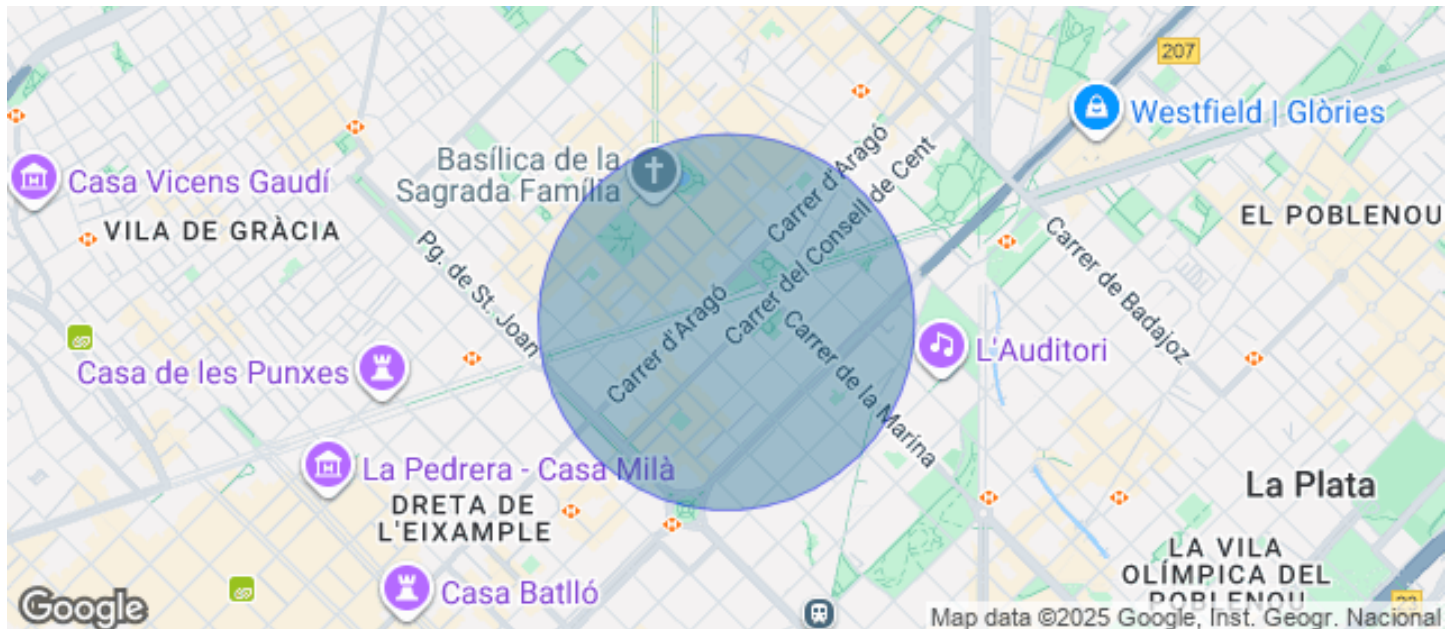 207
Westfield | Glòries
Basílica de la
Sagrada Família
Carrer d'Aragó
Carrer del Consell de Cent
Casa Vicens Gaudí
VILA DE GRÀCIA
EL POBLENOU
Pg. de St. Joan
Carrer de Badajoz
Carrer d'Aragó
Carrer de la Marina
L'Auditori
Casa de les Punxes
La Pedrera - Casa Milà
La Plata
DRETA DE
L'EIXAMPLE
LA VILA
OLÍMPICA DEL
POBLENOU
Casa Batlló
23
Google
Map data ©2025 Google, Inst. Geogr. Nacional